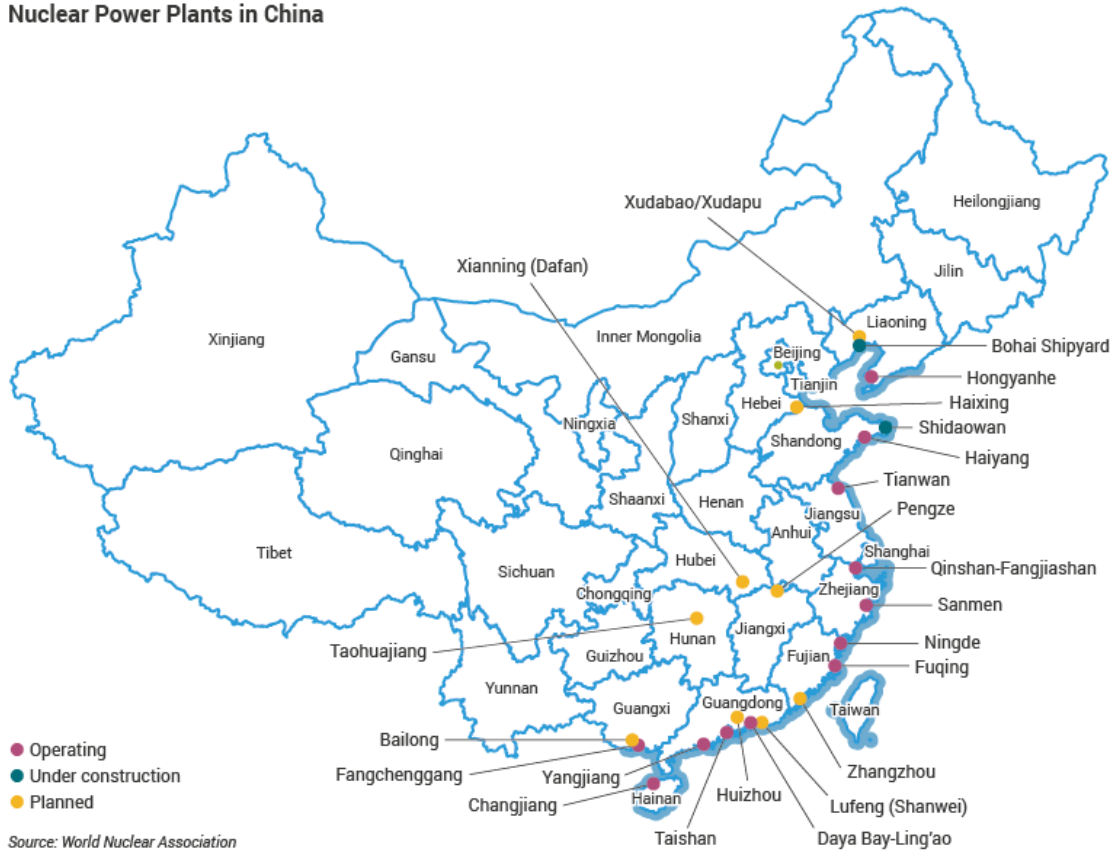 Nuclear Power Plants in China
Heilongjiang
Xudabao/Xudapu
Xianning (Dafan)
Jilin
Liaoning
Xinjiang
Inner Mongolia
Bohai Shipyard
Gansu
Beijing
Hongyanhe
Tianjin
Haixing
Hebei
Shanxi
Ningxia
Shidaowan
Shandong
Qinghai
Haiyang
Tianwan
Shaanxi
Henan
Pengze
Jiangsu
Anhui
Tibet
Shanghai
Hubei
Qinshan-Fangjiashan
Sichuan
Zhejiang
Chongqing
Sanmen
Jiangxi
Hunan
Ningde
Taohuajiang
Guizhou
Fujian
Fuqing
Yunnan
Guangxi
Guangdong
Taiwan
Bailong
Operating
Fangchenggang
Under construction
Yangjiang
Zhangzhou
Planned
Changjiang
Hainan
Huizhou
Lufeng (Shanwei)
Taishan
Daya Bay-Ling'ao
Source: World Nuclear Association